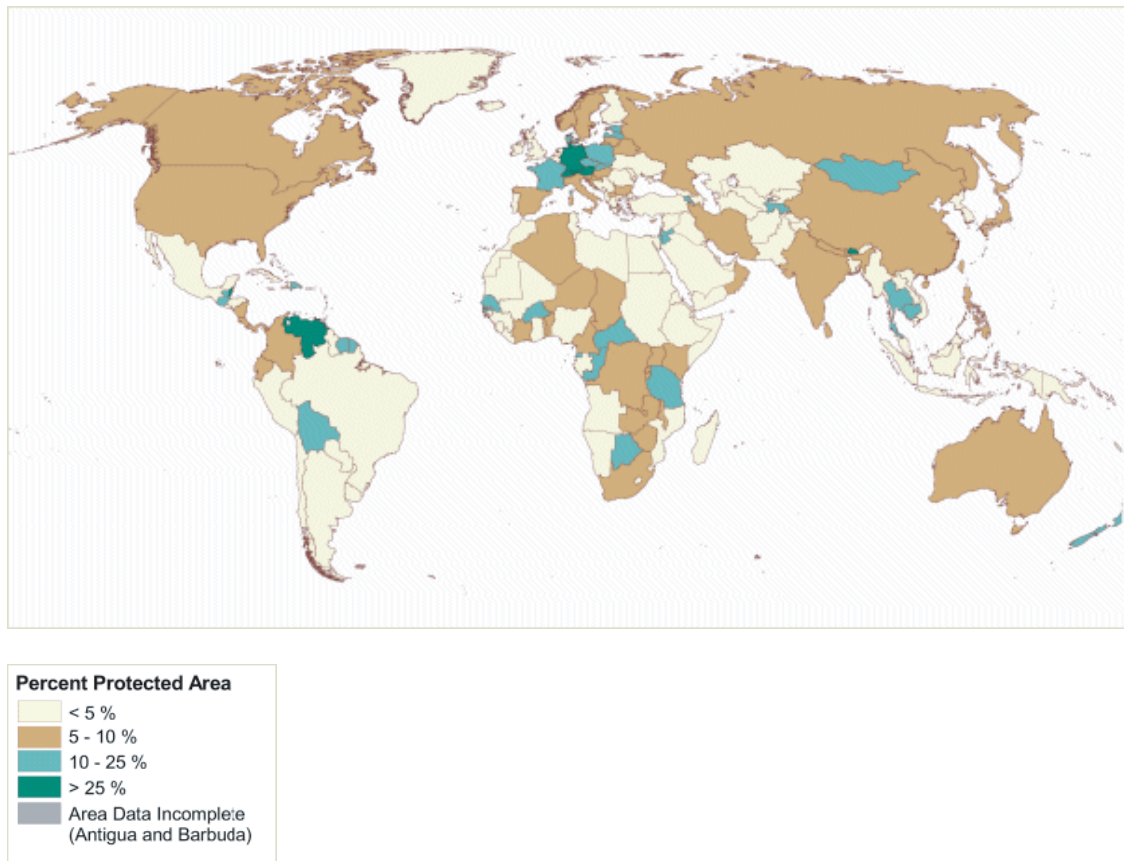 Percent Protected Area
< 5 %
5 - 10 %
10 - 25 %
> 25 %
Area Data Incomplete
(Antigua and Barbuda)